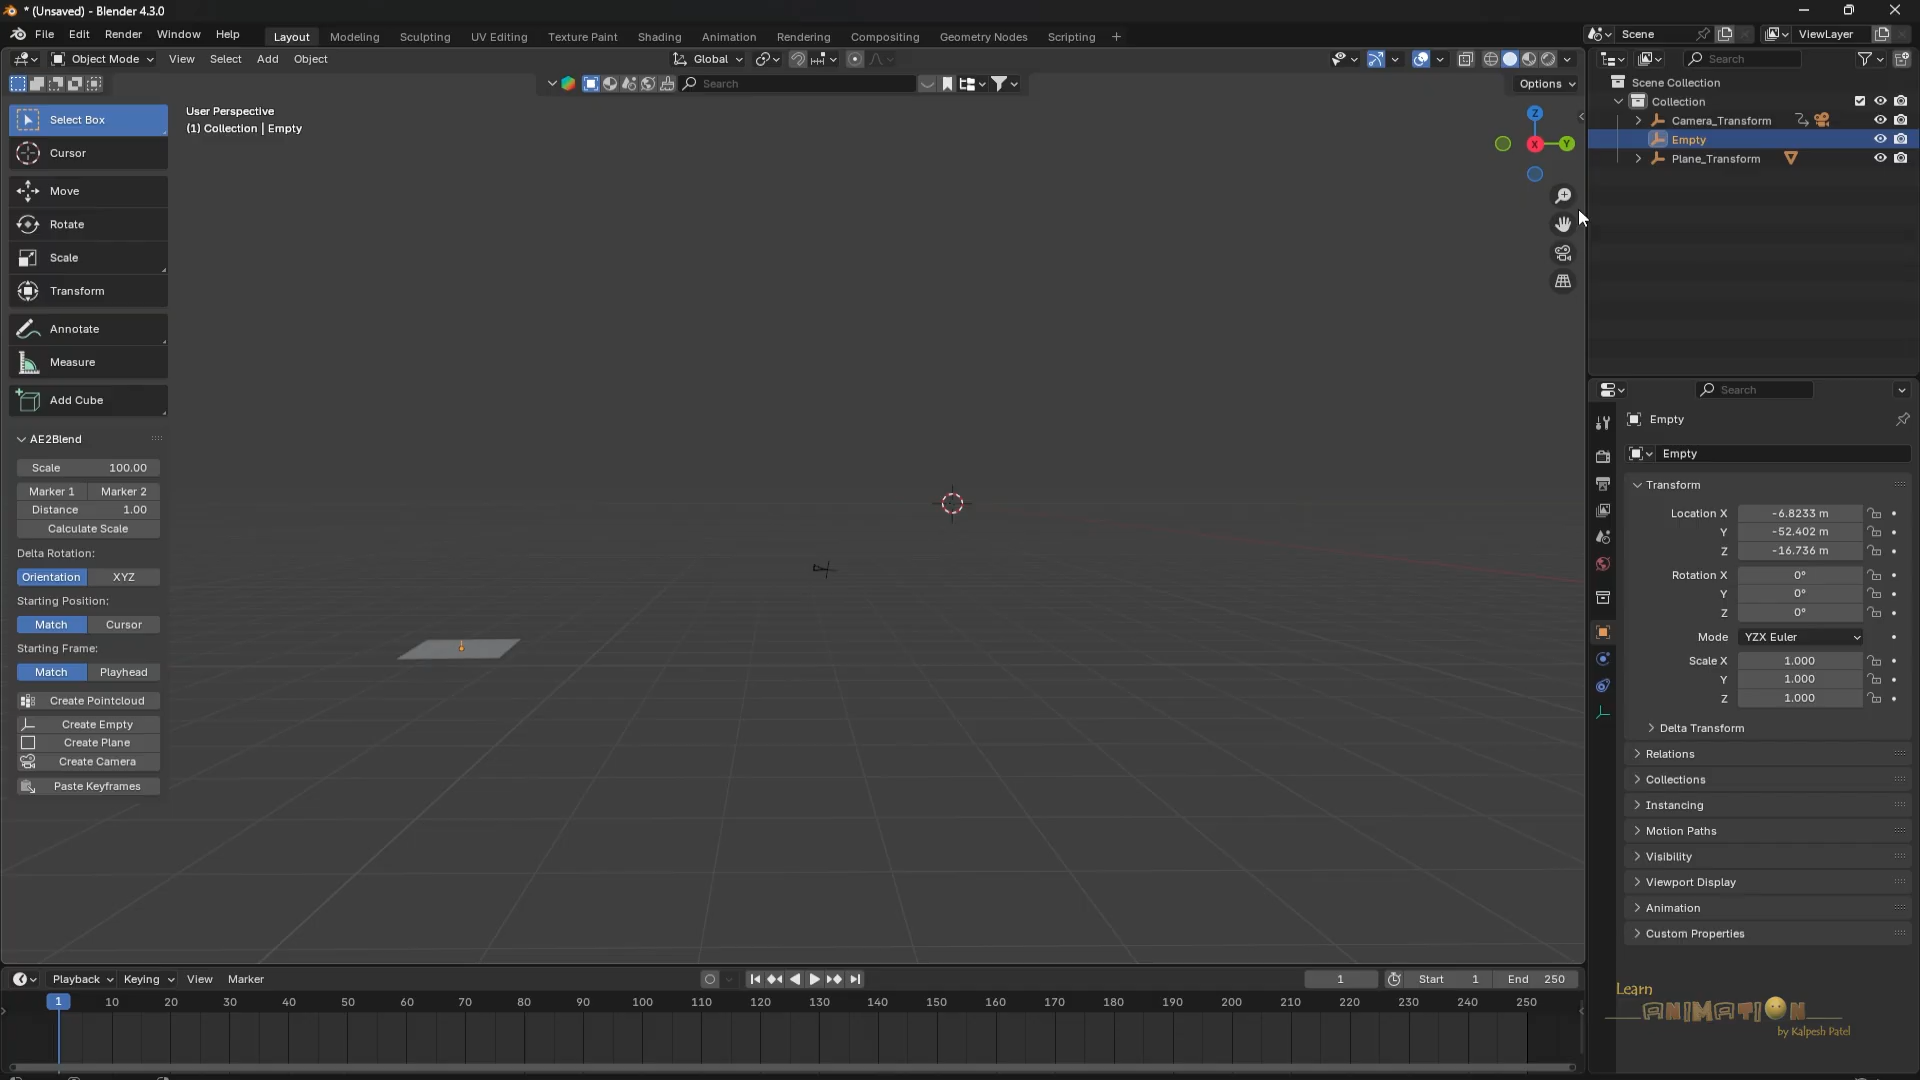 * (Unsaved) - Blender 4.3.0
File Edit Render Window Help
Layout Modeling Sculpting UV Editing Texture Paint Shading Animation Rendering Compositing Geometry Nodes Scripting +
Scene
ViewLayer
Object Mode View Select Add Object
Global
Search
Search
Options
Select Box
Cursor
Move
Rotate
Scale
Transform
Annotate
Measure
Add Cube
AE2Blend
Scale 100.00
Marker 1 Marker 2
Distance 1.00
Calculate Scale
Delta Rotation:
Orientation XYZ
Starting Position:
Match Cursor
Starting Frame:
Match Playhead
Create Pointcloud
Create Empty
Create Plane
Create Camera
Paste Keyframes
User Perspective
(1) Collection | Empty
Z
X
Y
Scene Collection
Collection
Camera_Transform
Empty
Plane_Transform
Search
Empty
Empty
Transform
Location X -6.8233 m
Y -52.402 m
Z -16.736 m
Rotation X 0°
Y 0°
Z 0°
Mode YZX Euler
Scale X 1.000
Y 1.000
Z 1.000
Delta Transform
Relations
Collections
Instancing
Motion Paths
Visibility
Viewport Display
Animation
Custom Properties
Playback Keying View Marker
1
Start 1
End 250
1 10 20 30 40 50 60 70 80 90 100 110 120 130 140 150 160 170 180 190 200 210 220 230 240 250
Learn
ANIMATION
by Kalpesh Patel